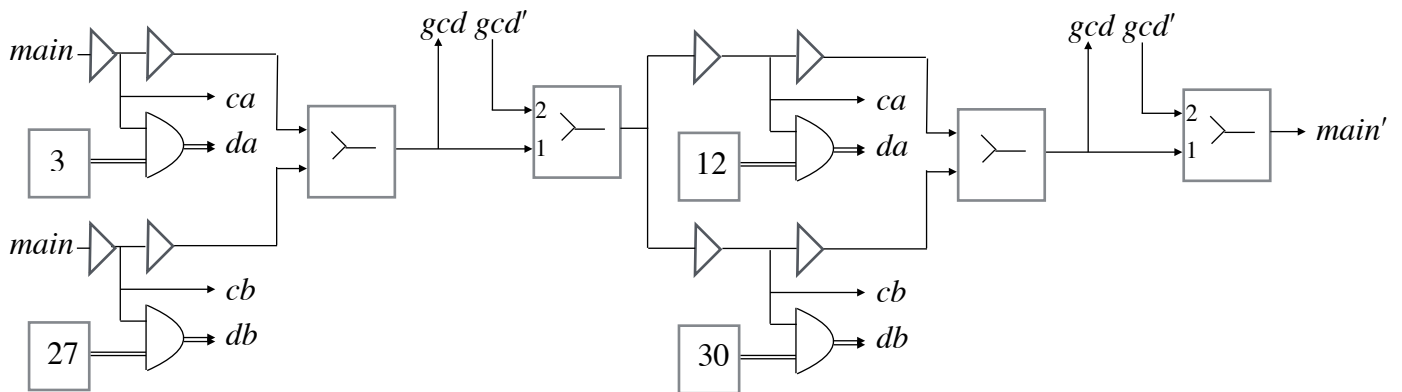 gcd gcd′
gcd gcd′
main
ca
2
ca
2
3
da
1
12
da
1
main′
main
cb
cb
27
db
30
db